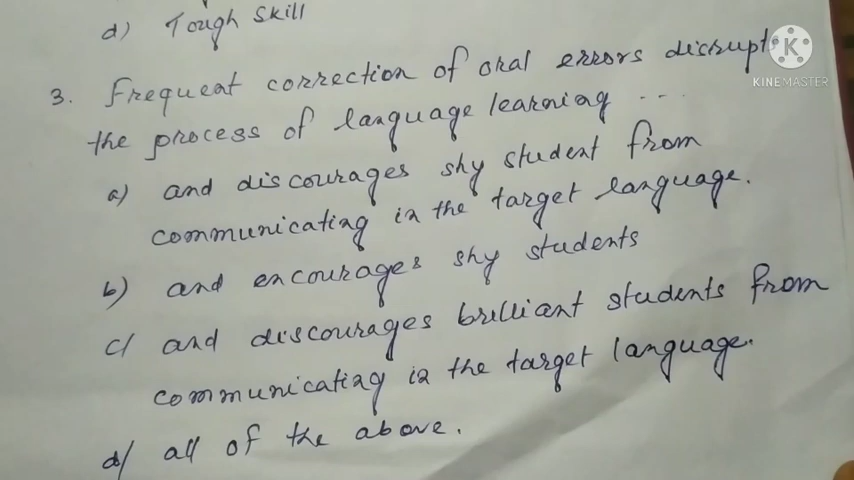 d) Tough skill
3. Frequent correction of oral errors disrupts
KINEMASTER
the process of language learning ...
a) and discourages shy student from
communicating in the target language.
b) and encourages shy students
c) and discourages brilliant students from
communicating in the target language.
d) all of the above.